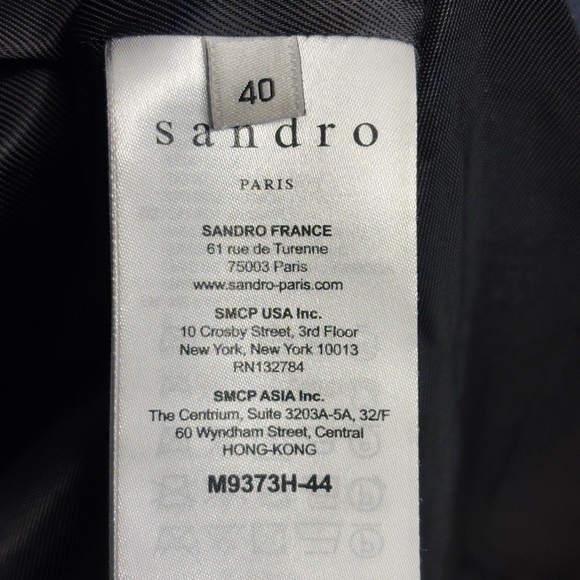 40
sandro
PARIS
SANDRO FRANCE
61 rue de Turenne
75003 Paris
www.sandro-paris.com
SMCP USA Inc.
10 Crosby Street, 3rd Floor
New York, New York 10013
RN132784
SMCP ASIA Inc.
The Centrium, Suite 3203A-5A, 32/F
60 Wyndham Street, Central
HONG-KONG
M9373H-44